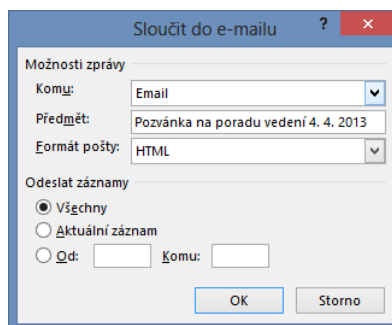 Sloučit do e-mailu ? ×
Možnosti zprávy
Komu: Email
Předmět: Pozvánka na poradu vedení 4. 4. 2013
Formát pošty: HTML
Odeslat záznamy
Všechny
Aktuální záznam
Od: Komu:
OK Storno